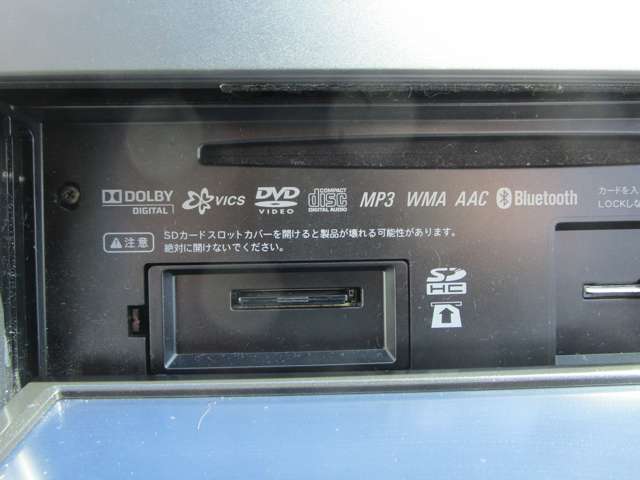 DOLBY DIGITAL VICS DVD VIDEO COMPACT disc DIGITAL AUDIO MP3 WMA AAC Bluetooth
カードを入
LOCKしな
注意 SDカードスロットカバーを開けると製品が壊れる可能性があります。
絶対に開けないでください。
SD HC